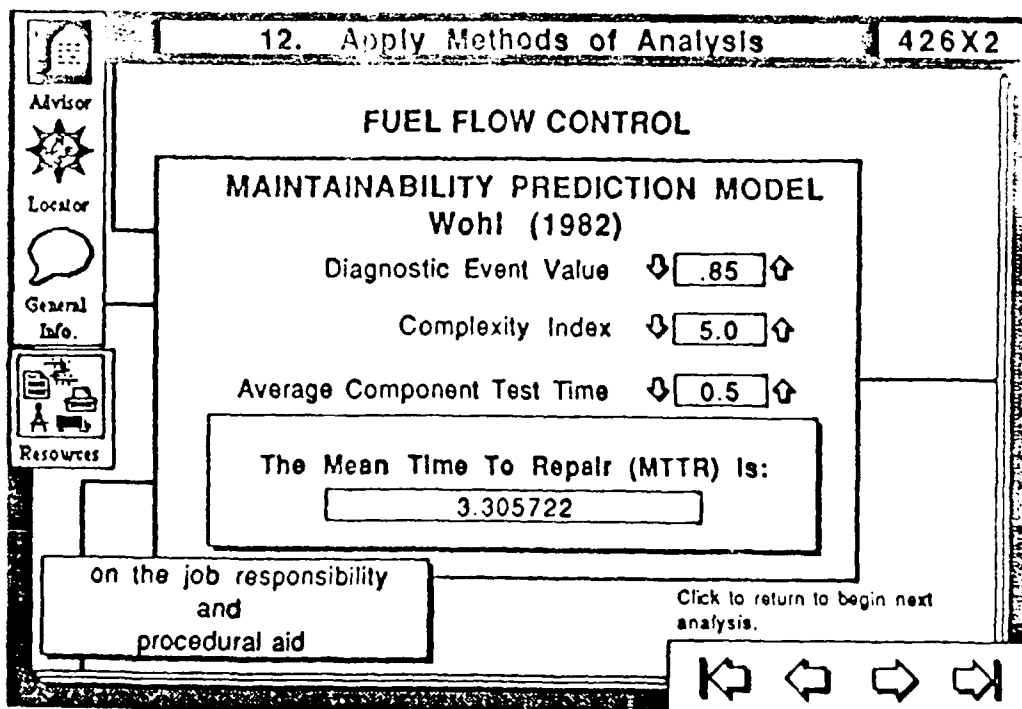 12. Apply Methods of Analysis
426X2
Advisor
Locator
General
Info.
Resources
FUEL FLOW CONTROL
MAINTAINABILITY PREDICTION MODEL
Wohl (1982)
Diagnostic Event Value .85
Complexity Index 5.0
Average Component Test Time 0.5
The Mean Time To Repair (MTTR) Is:
3.305722
on the job responsibility
and
procedural aid
Click to return to begin next
analysis.